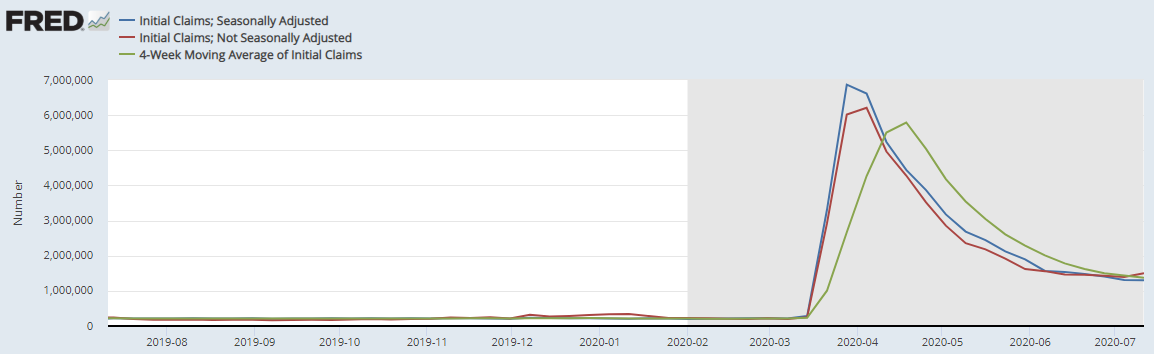 FRED
Initial Claims; Seasonally Adjusted
Initial Claims; Not Seasonally Adjusted
4-Week Moving Average of Initial Claims
7,000,000
6,000,000
5,000,000
4,000,000
3,000,000
2,000,000
1,000,000
0
Number
2019-08 2019-09 2019-10 2019-11 2019-12 2020-01 2020-02 2020-03 2020-04 2020-05 2020-06 2020-07